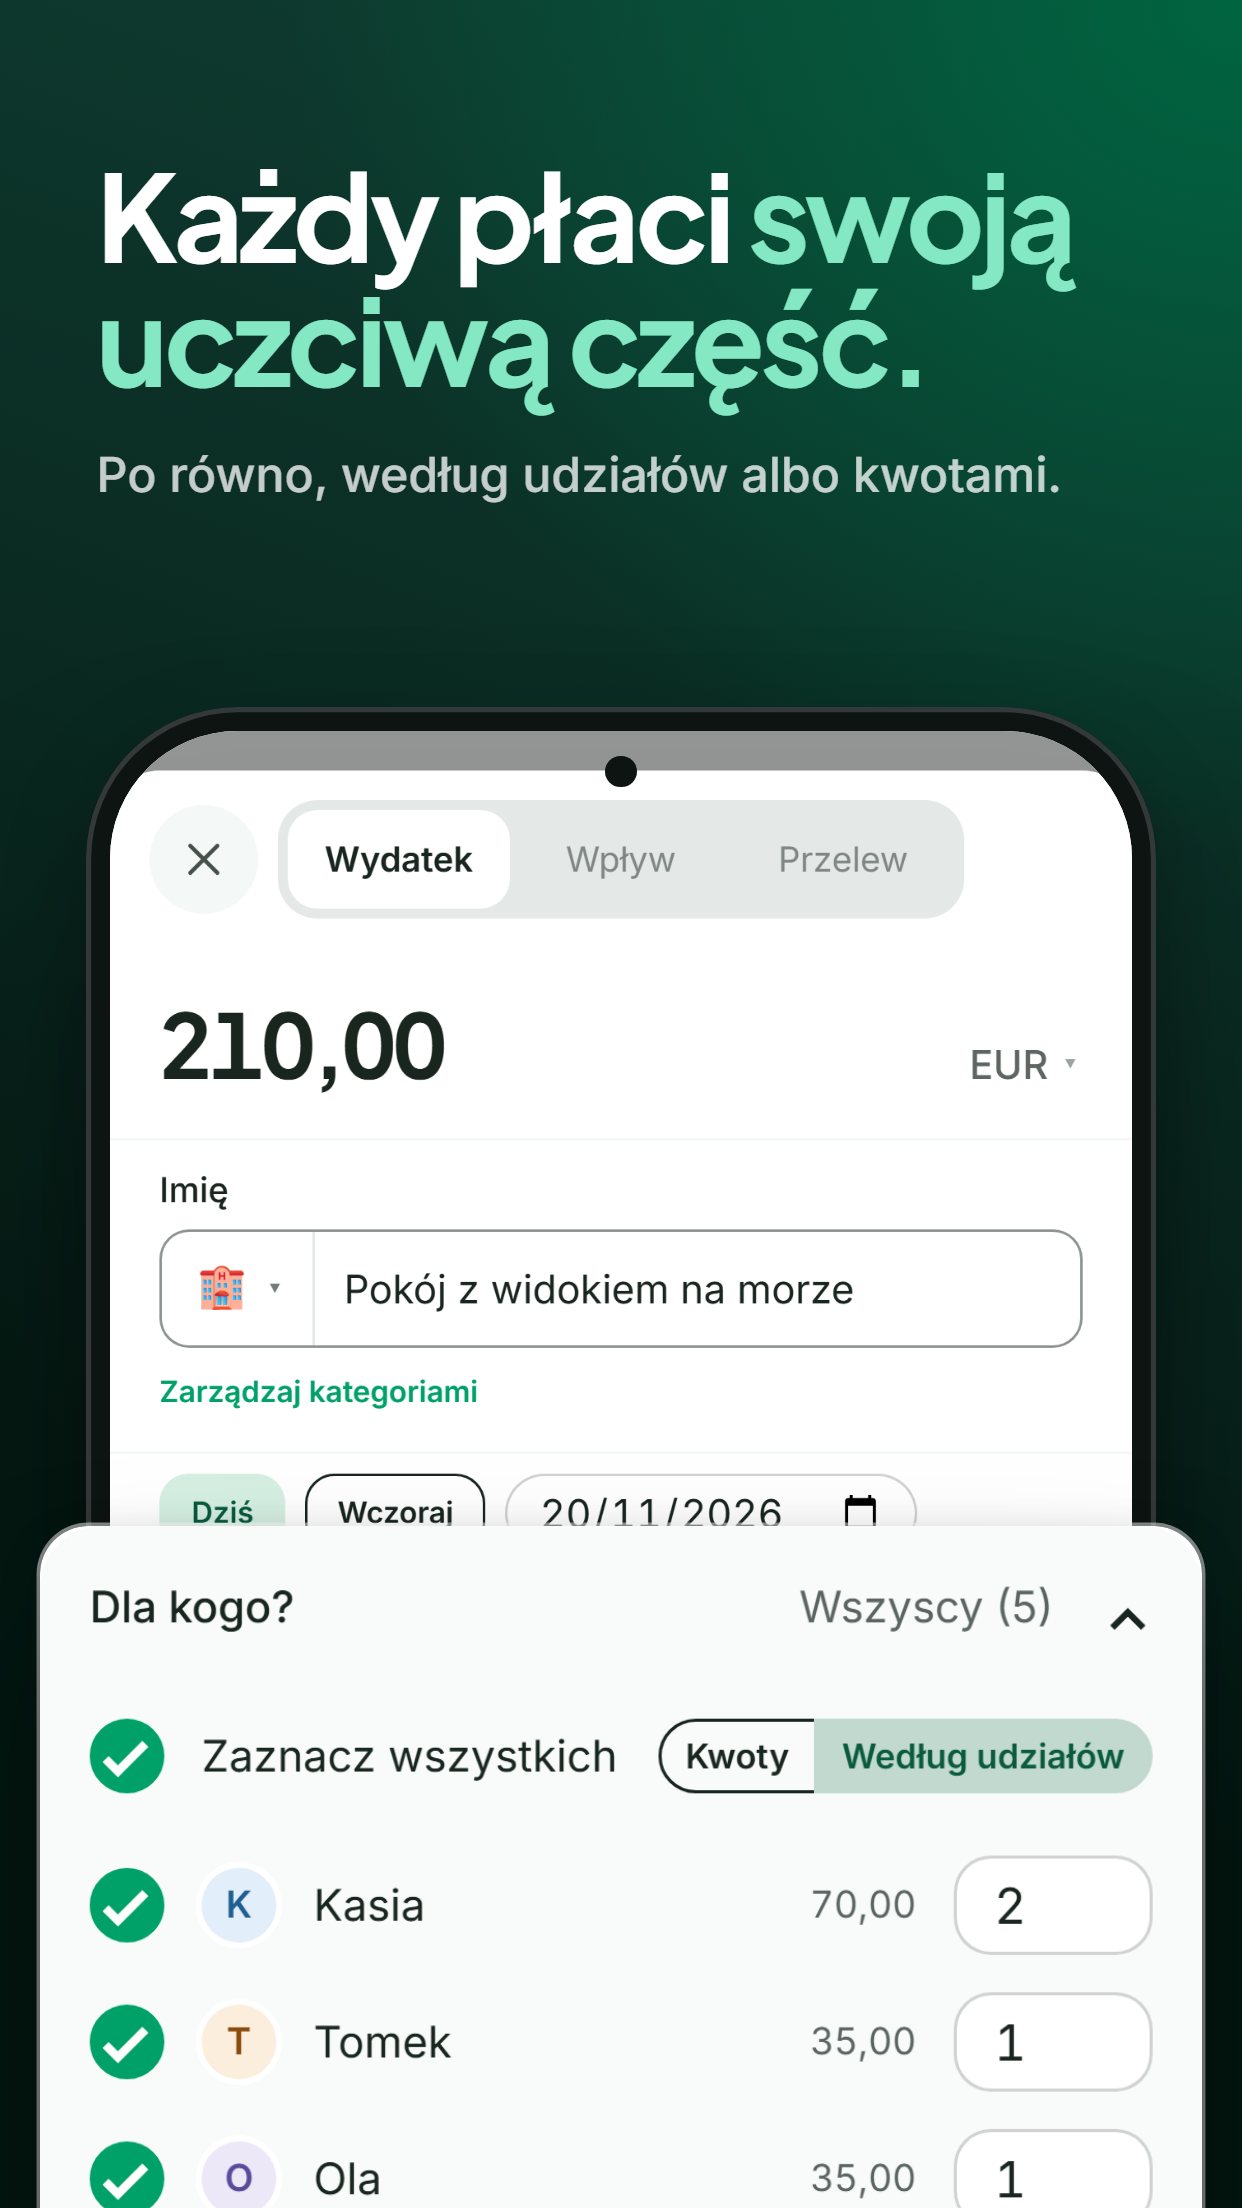 Każdy płaci swoją
uczciwą część.
Po równo, według udziałów albo kwotami.
Wydatek
Wpływ
Przelew
210,00
EUR
Imię
Pokój z widokiem na morze
Zarządzaj kategoriami
Dziś
Wczoraj
20/11/2026
Dla kogo?
Wszyscy (5)
Zaznacz wszystkich
Kwoty
Według udziałów
K
Kasia
70,00
2
T
Tomek
35,00
1
O
Ola
35,00
1